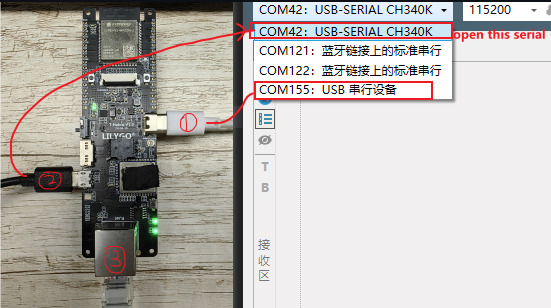 COM42: USB-SERIAL CH340K
115200
COM42: USB-SERIAL CH340K
open this serial
COM121: 蓝牙链接上的标准串行
COM122: 蓝牙链接上的标准串行
COM155: USB 串行设备
①
LILYGO
②
T
B
接收区
③